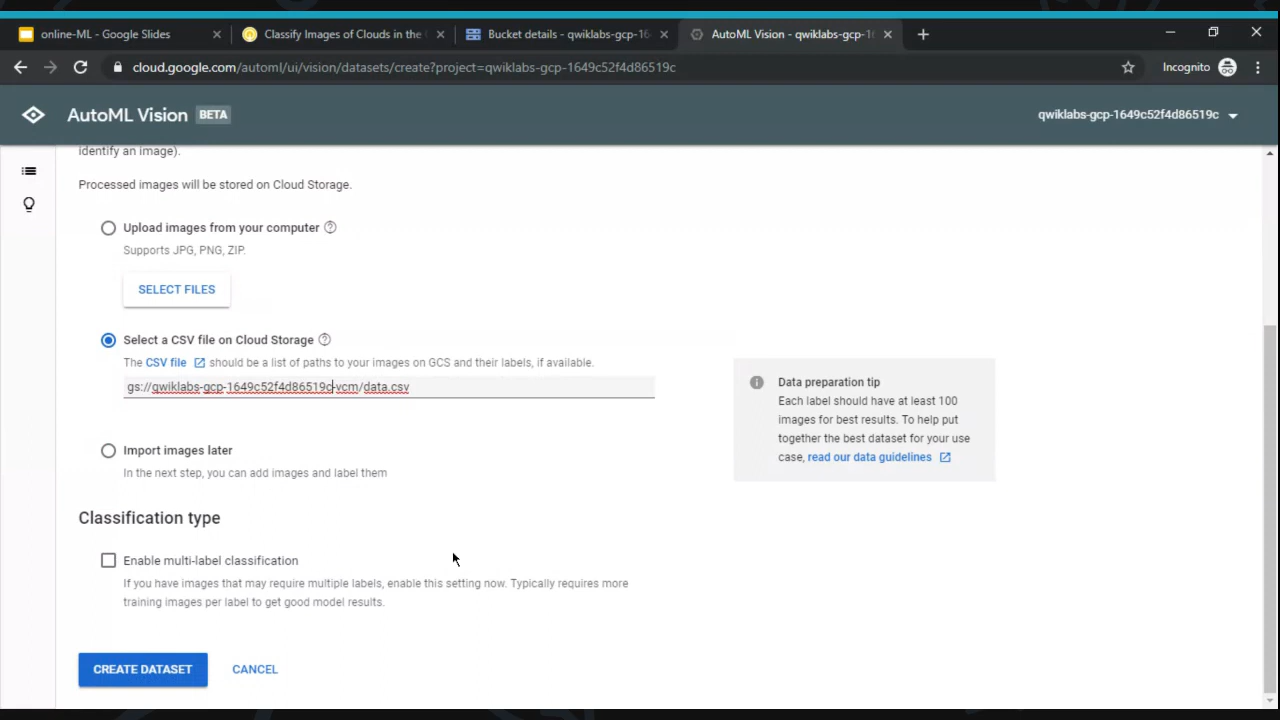 online-ML - Google Slides
Classify Images of Clouds in the
Bucket details - qwiklabs-gcp-16
AutoML Vision - qwiklabs-gcp-1
cloud.google.com/automl/ui/vision/datasets/create?project=qwiklabs-gcp-1649c52f4d86519c
Incognito
AutoML Vision BETA
qwiklabs-gcp-1649c52f4d86519c
identify an image).
Processed images will be stored on Cloud Storage.
Upload images from your computer
Supports JPG, PNG, ZIP.
SELECT FILES
Select a CSV file on Cloud Storage
The CSV file should be a list of paths to your images on GCS and their labels, if available.
gs://qwiklabs-gcp-1649c52f4d86519c-vcm/data.csv
Data preparation tip
Each label should have at least 100
images for best results. To help put
together the best dataset for your use
case, read our data guidelines
Import images later
In the next step, you can add images and label them
Classification type
Enable multi-label classification
If you have images that may require multiple labels, enable this setting now. Typically requires more
training images per label to get good model results.
CREATE DATASET
CANCEL